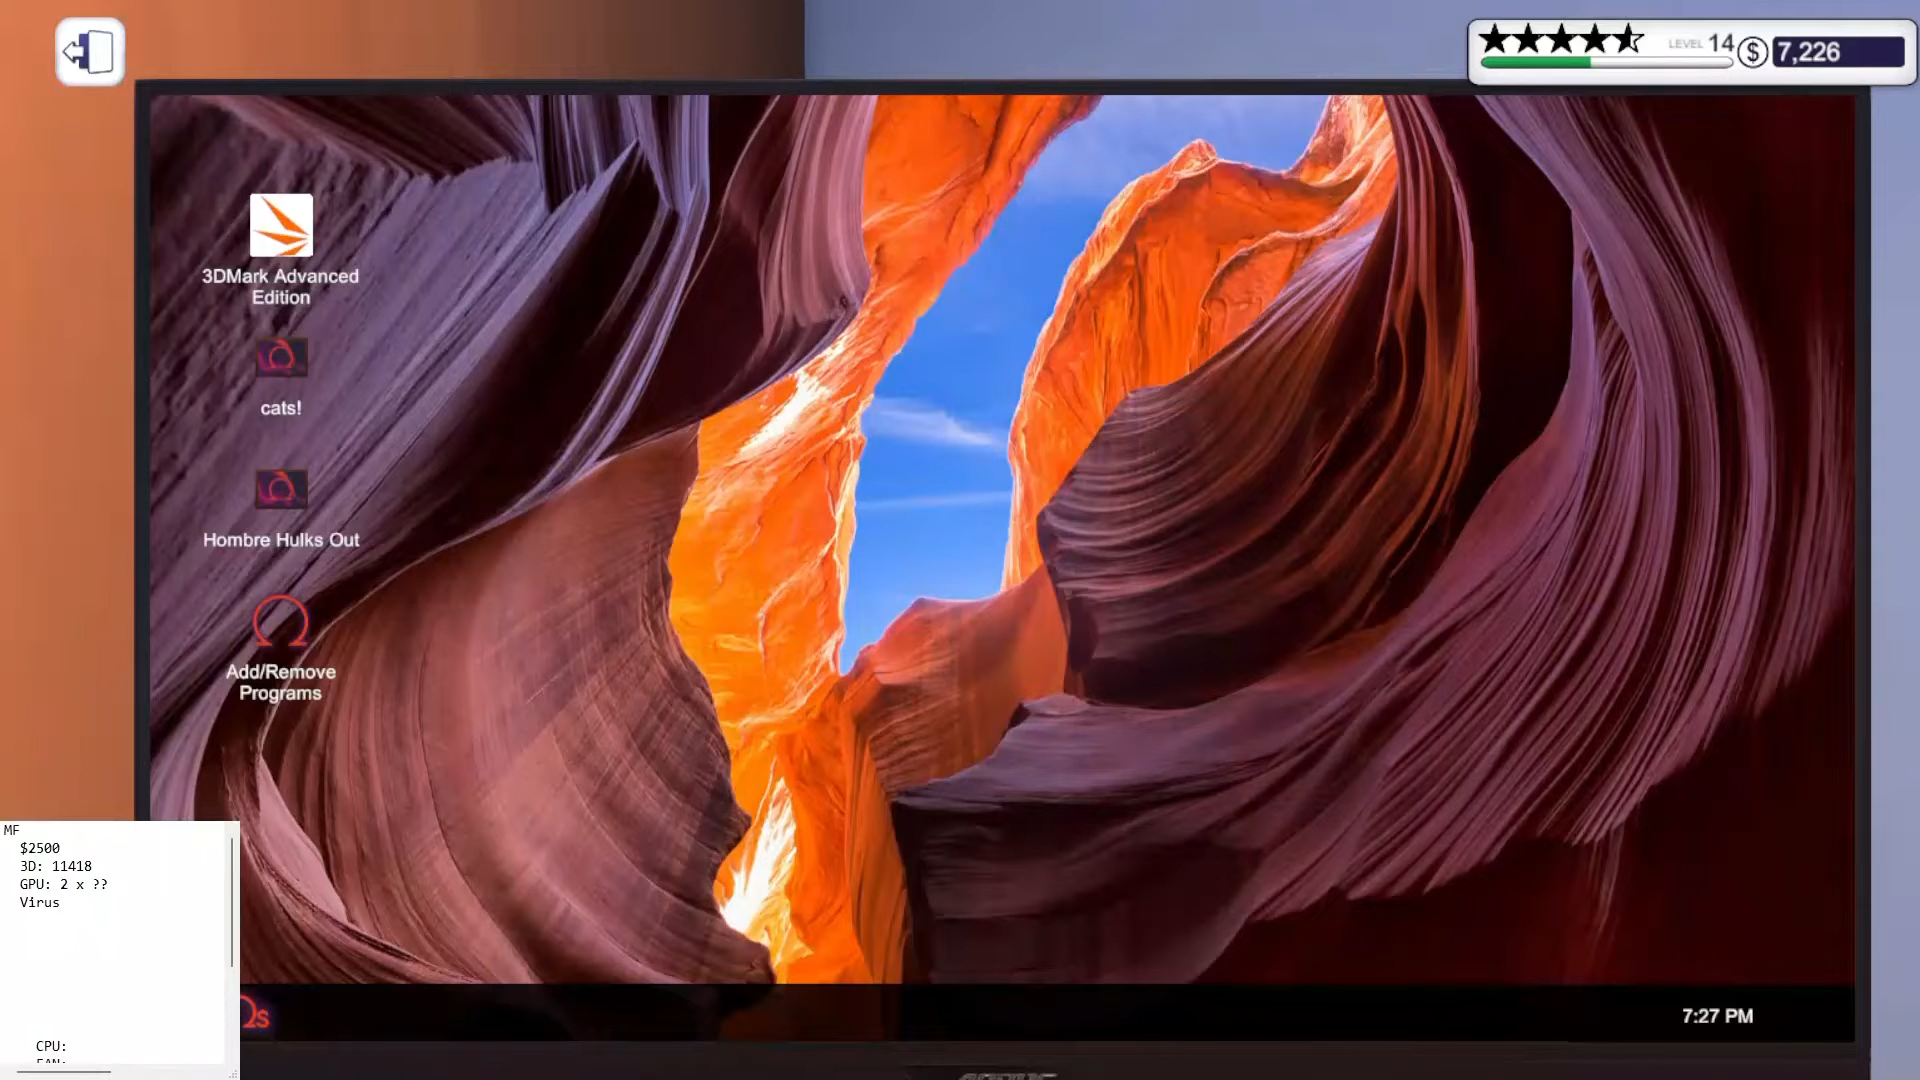 LEVEL 14
$ 7,226
3DMark Advanced
Edition
cats!
Hombre Hulks Out
Add/Remove
Programs
MF
$2500
3D: 11418
GPU: 2 x ??
Virus
CPU:
Ωs
7:27 PM